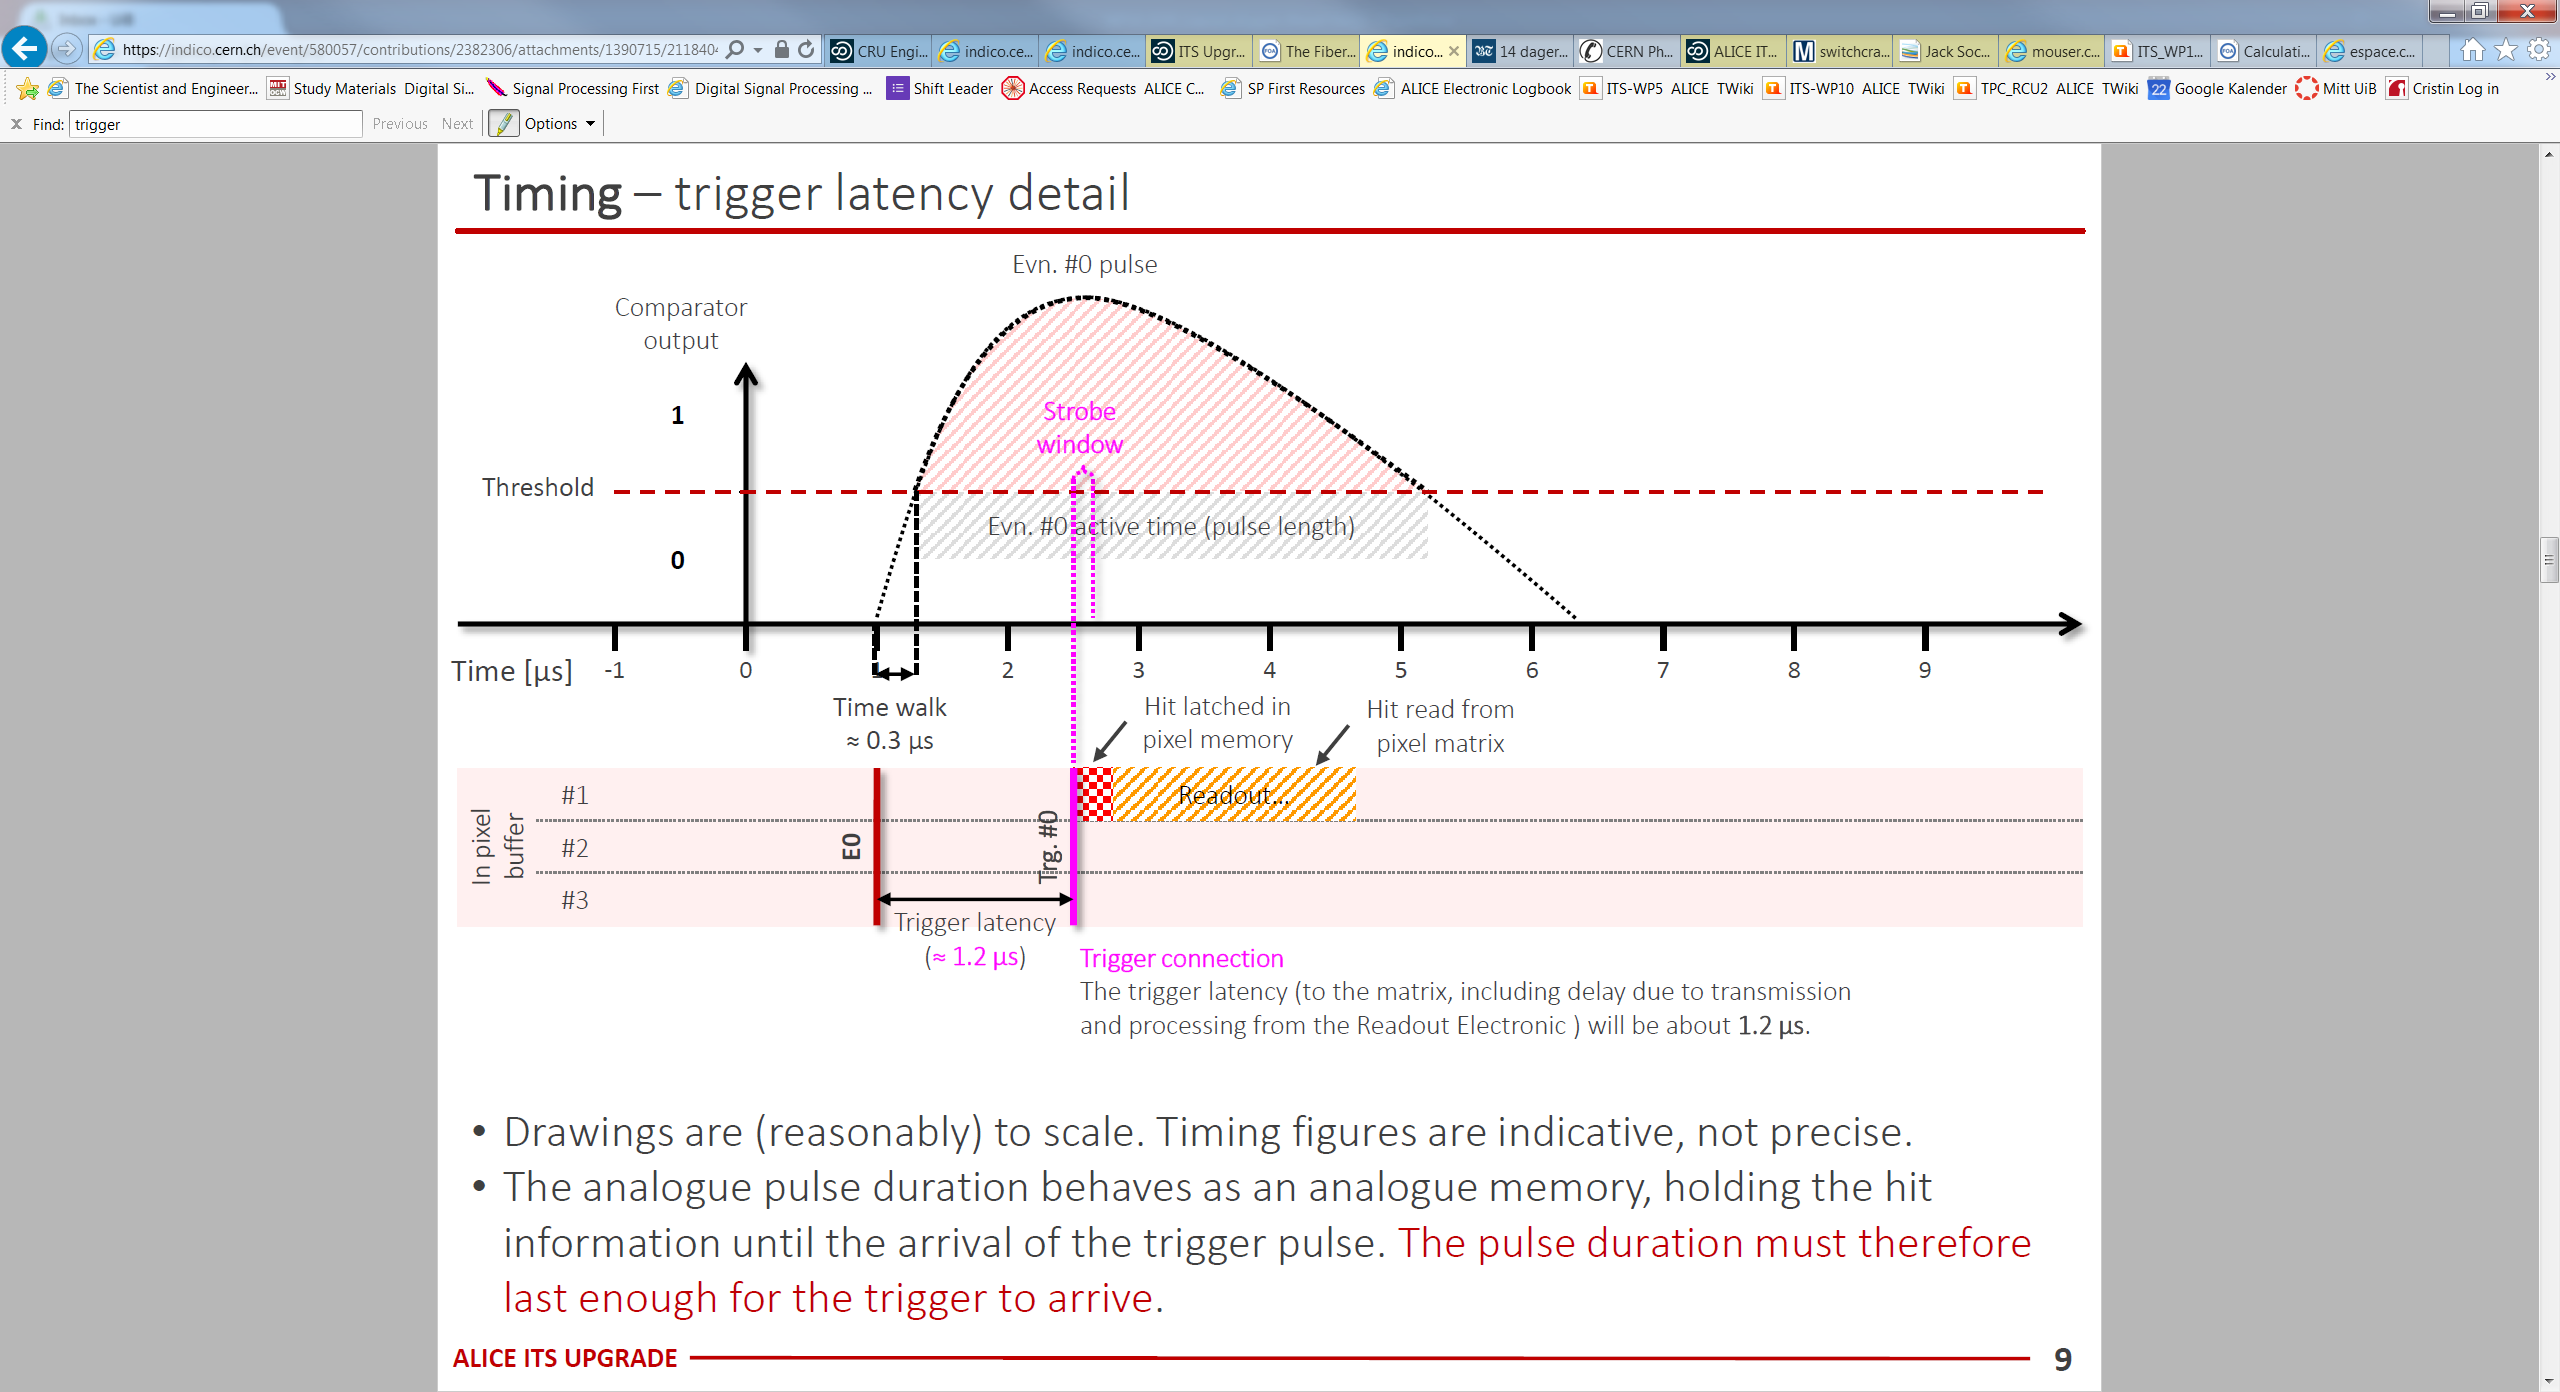 https://indico.cern.ch/event/580057/contributions/2382306/attachments/1390715/211840
CRU Engi...
indico.ce...
indico.ce...
ITS Upgr...
The Fiber...
indico...
14 dager...
CERN Ph...
ALICE IT...
switchcra...
Jack Soc...
mouser.c...
ITS_WP1...
Calculati...
espace.c...
The Scientist and Engineer...
Study Materials Digital Si...
Signal Processing First
Digital Signal Processing ...
Shift Leader
Access Requests ALICE C...
SP First Resources
ALICE Electronic Logbook
ITS-WP5 ALICE TWiki
ITS-WP10 ALICE TWiki
TPC_RCU2 ALICE TWiki
22 Google Kalender
Mitt UiB
Cristin Log in
x Find: trigger Previous Next Options
Timing – trigger latency detail
Evn. #0 pulse
Comparator
output
1
Strobe
window
Threshold
Evn. #0 active time (pulse length)
0
Time [µs] -1 0 1 2 3 4 5 6 7 8 9
Time walk
≈ 0.3 µs
Hit latched in
pixel memory
Hit read from
pixel matrix
In pixel
buffer
#1
#2
#3
E0
Trg. #0
Readout...
Trigger latency
(≈ 1.2 µs)
Trigger connection
The trigger latency (to the matrix, including delay due to transmission
and processing from the Readout Electronic ) will be about 1.2 µs.
• Drawings are (reasonably) to scale. Timing figures are indicative, not precise.
• The analogue pulse duration behaves as an analogue memory, holding the hit
information until the arrival of the trigger pulse. The pulse duration must therefore
last enough for the trigger to arrive.
ALICE ITS UPGRADE 9